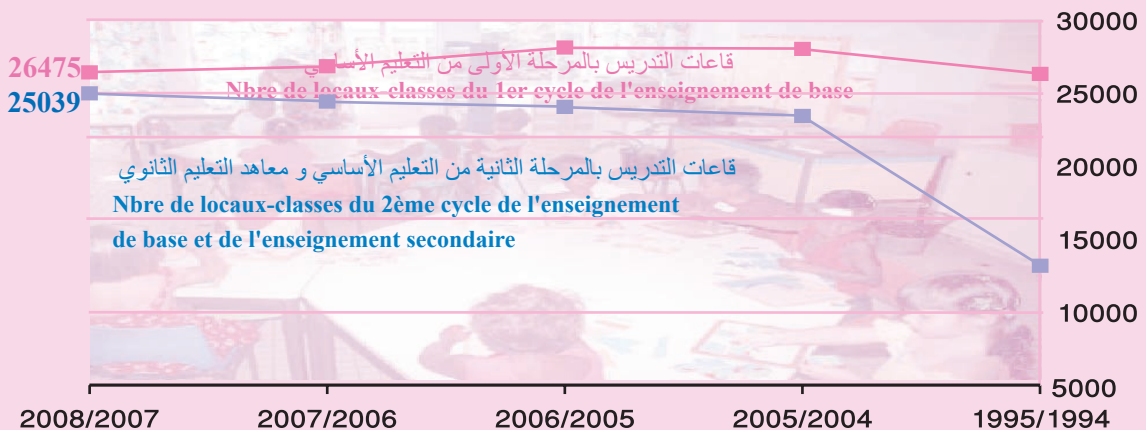 30000
قاعات التدريس بالمرحلة الأولى من التعليم الأساسي
26475
Nbre de locaux-classes du 1er cycle de l'enseignement de base
25000
25039
قاعات التدريس بالمرحلة الثانية من التعليم الأساسي و معاهد التعليم الثانوي
20000
Nbre de locaux-classes du 2ème cycle de l'enseignement
de base et de l'enseignement secondaire
15000
10000
5000
2008/2007 2007/2006 2006/2005 2005/2004 1995/1994